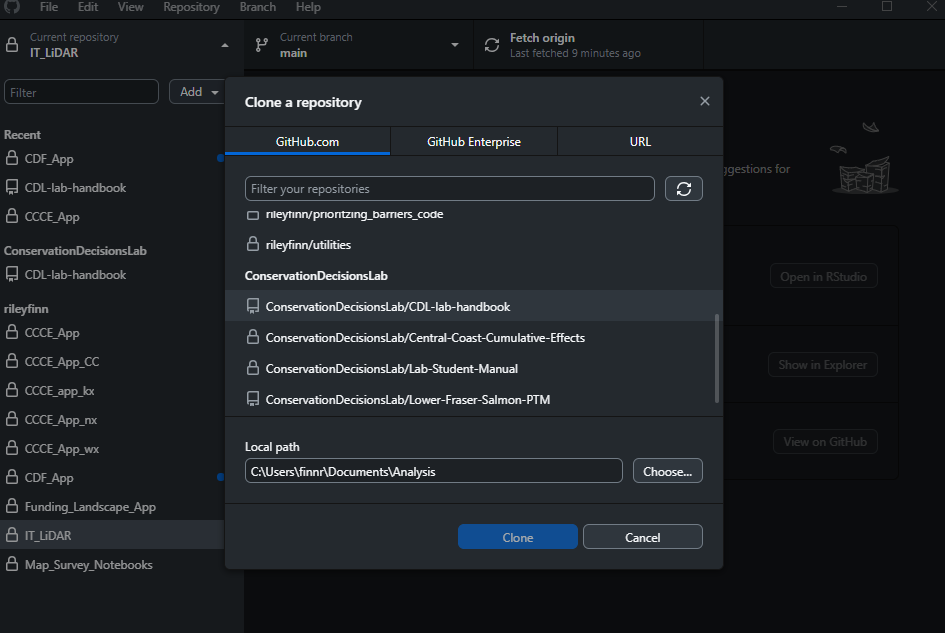 File Edit View Repository Branch Help
Current repository
IT_LiDAR
Current branch
main
Fetch origin
Last fetched 9 minutes ago
Filter
Add
Recent
CDF_App
CDL-lab-handbook
CCCE_App
ConservationDecisionsLab
CDL-lab-handbook
rileyfinn
CCCE_App
CCCE_App_CC
CCCE_app_kx
CCCE_App_nx
CCCE_App_wx
CDF_App
Funding_Landscape_App
IT_LiDAR
Map_Survey_Notebooks
Clone a repository
GitHub.com
GitHub Enterprise
URL
Filter your repositories
rileyfinn/prioritzing_barriers_code
rileyfinn/utilities
ConservationDecisionsLab
ConservationDecisionsLab/CDL-lab-handbook
ConservationDecisionsLab/Central-Coast-Cumulative-Effects
ConservationDecisionsLab/Lab-Student-Manual
ConservationDecisionsLab/Lower-Fraser-Salmon-PTM
Local path
C:\Users\finnr\Documents\Analysis
Choose...
Clone
Cancel
ggestions for
Open in RStudio
Show in Explorer
View on GitHub